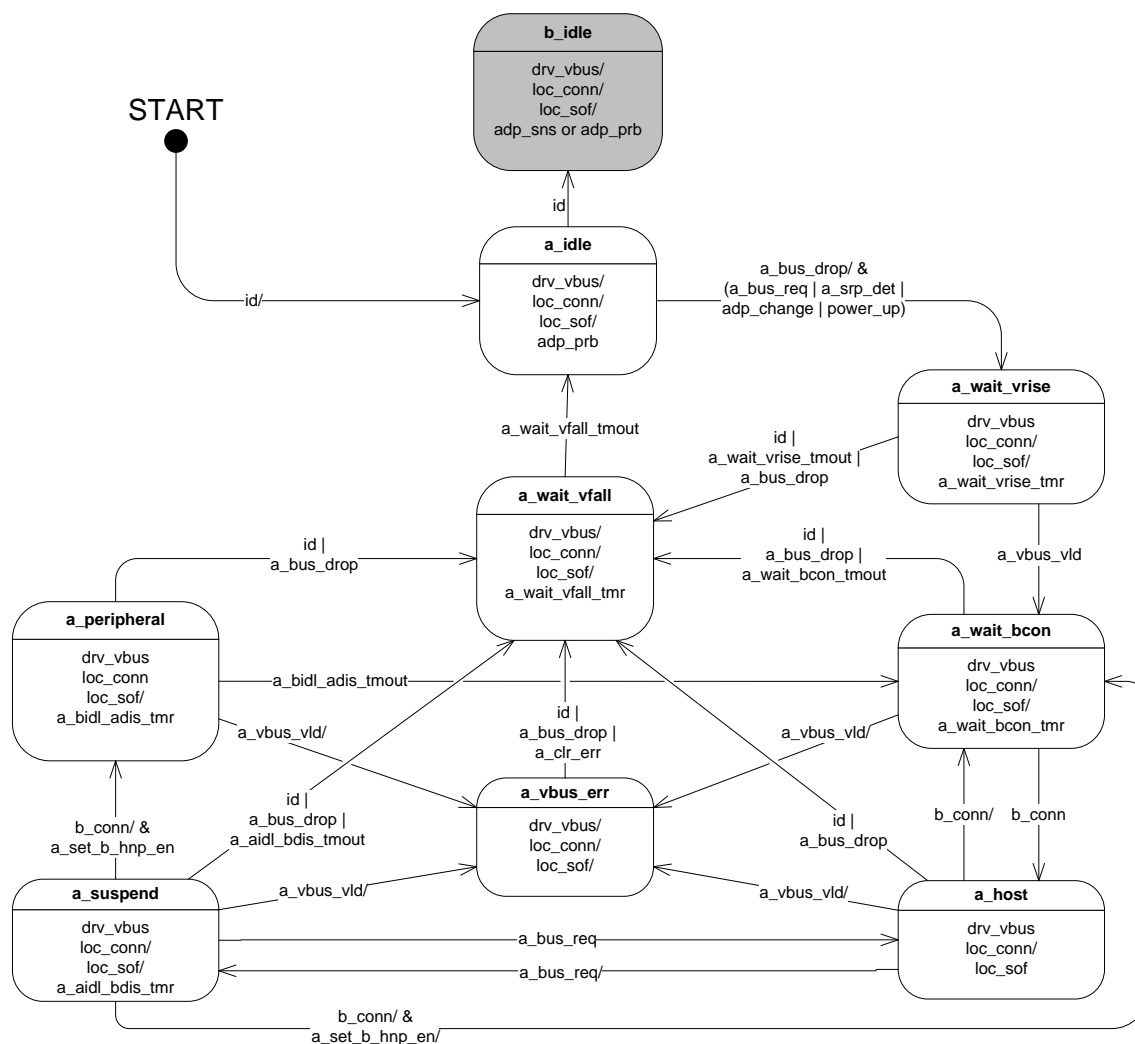 b_idle
drv_vbus/
loc_conn/
loc_sof/
adp_sns or adp_prb
START
id
a_idle
drv_vbus/
loc_conn/
loc_sof/
adp_prb
id/
a_bus_drop/ &
(a_bus_req | a_srp_det |
adp_change | power_up)
a_wait_vrise
drv_vbus
loc_conn/
loc_sof/
a_wait_vrise_tmr
a_wait_vfall_tmout
id |
a_wait_vrise_tmout |
a_bus_drop
a_wait_vfall
drv_vbus/
loc_conn/
loc_sof/
a_wait_vfall_tmr
id |
a_bus_drop
id |
a_bus_drop |
a_wait_bcon_tmout
a_vbus_vld
a_peripheral
drv_vbus
loc_conn
loc_sof/
a_bidl_adis_tmr
a_wait_bcon
drv_vbus
loc_conn/
loc_sof/
a_wait_bcon_tmr
a_bidl_adis_tmout
a_vbus_vld/
id |
a_bus_drop |
a_clr_err
a_vbus_vld/
a_vbus_err
drv_vbus/
loc_conn/
loc_sof/
b_conn/ &
a_set_b_hnp_en
id |
a_bus_drop |
a_aidl_bdis_tmout
id |
a_bus_drop
b_conn/
b_conn
a_suspend
drv_vbus
loc_conn/
loc_sof/
a_aidl_bdis_tmr
a_vbus_vld/
a_vbus_vld/
a_host
drv_vbus
loc_conn/
loc_sof
a_bus_req
a_bus_req/
b_conn/ &
a_set_b_hnp_en/